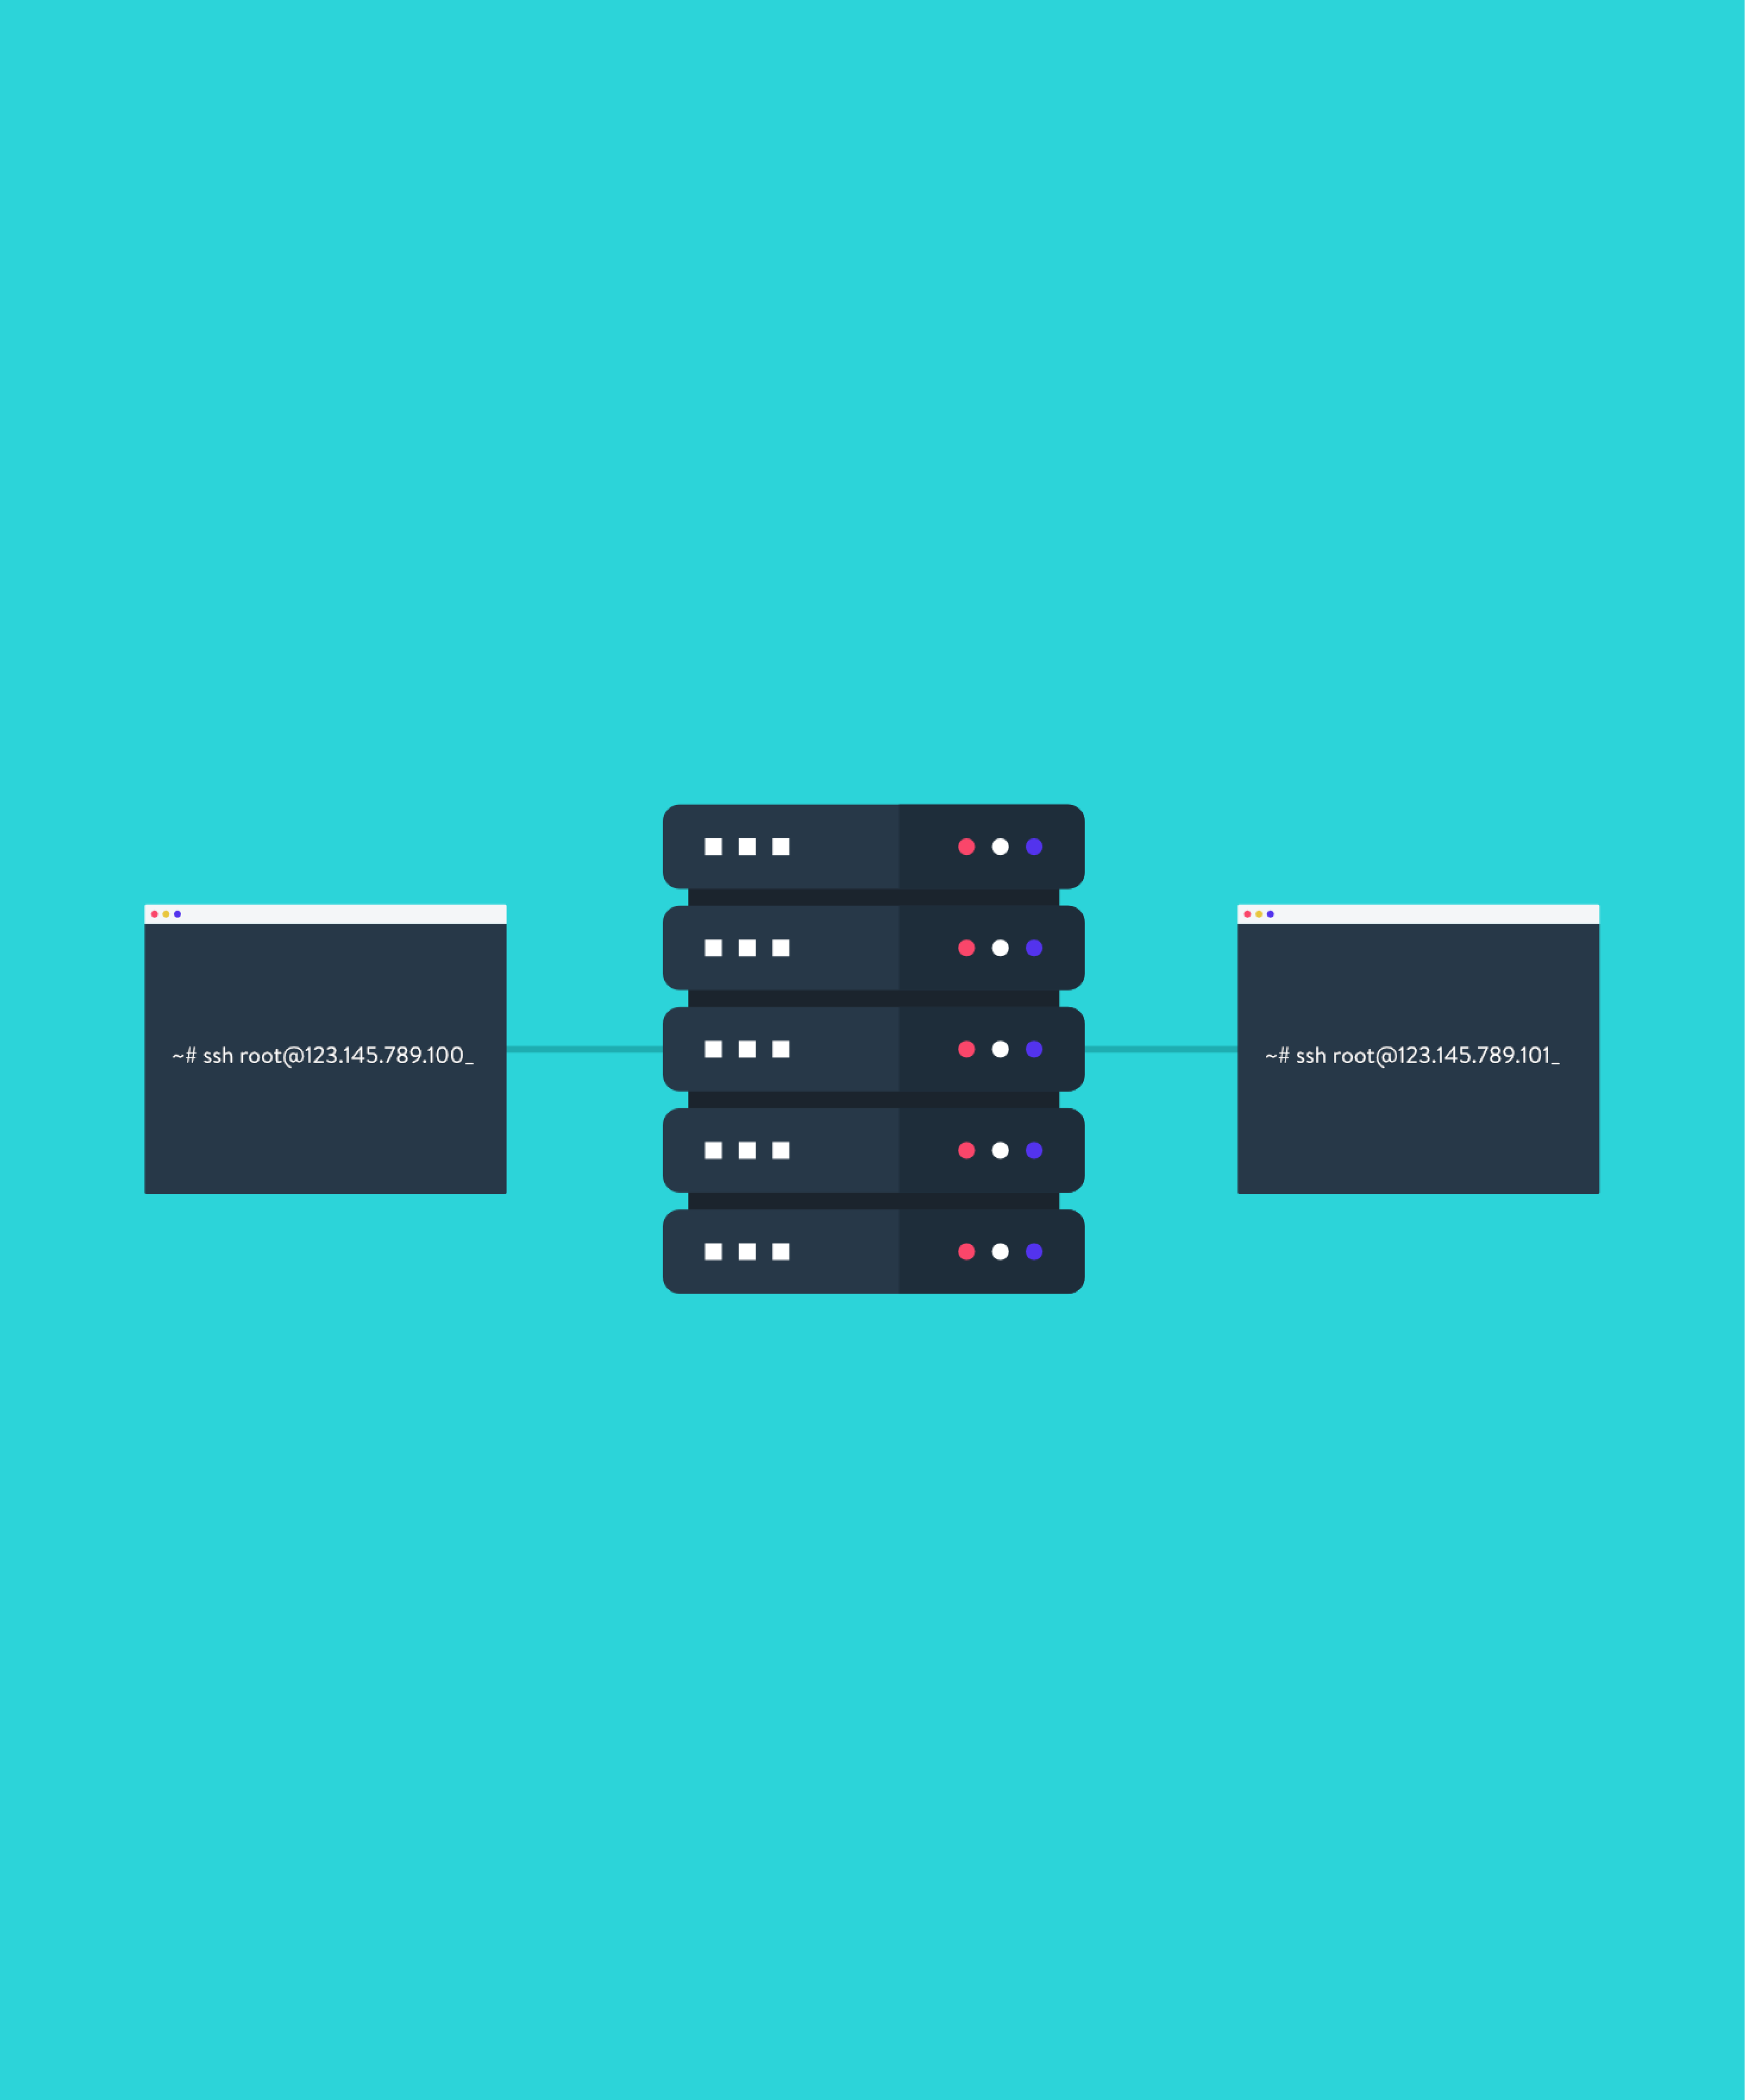 ~# ssh root@123.145.789.100_
~# ssh root@123.145.789.101_